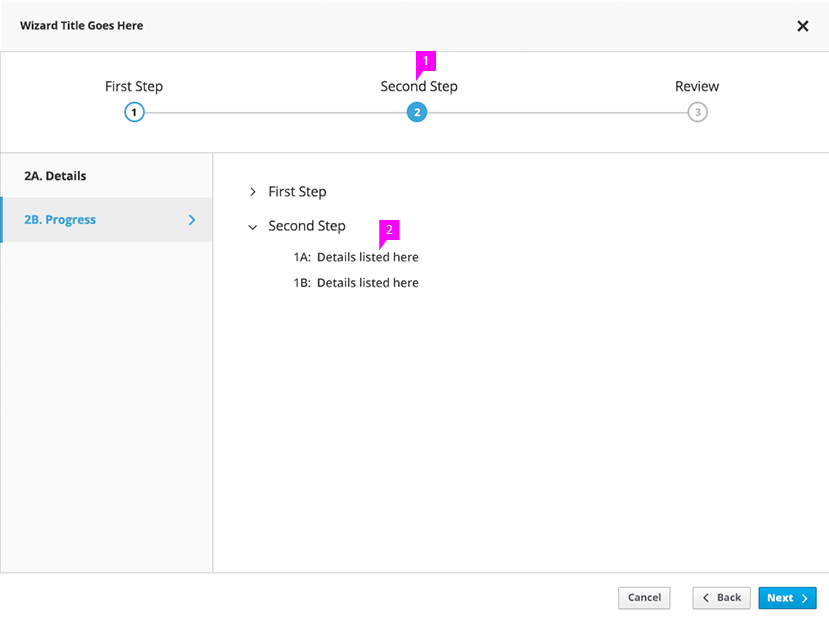 Wizard Title Goes Here
1
First Step
Second Step
Review
1
2
3
2A. Details
2B. Progress
First Step
Second Step
2
1A: Details listed here
1B: Details listed here
Cancel
Back
Next